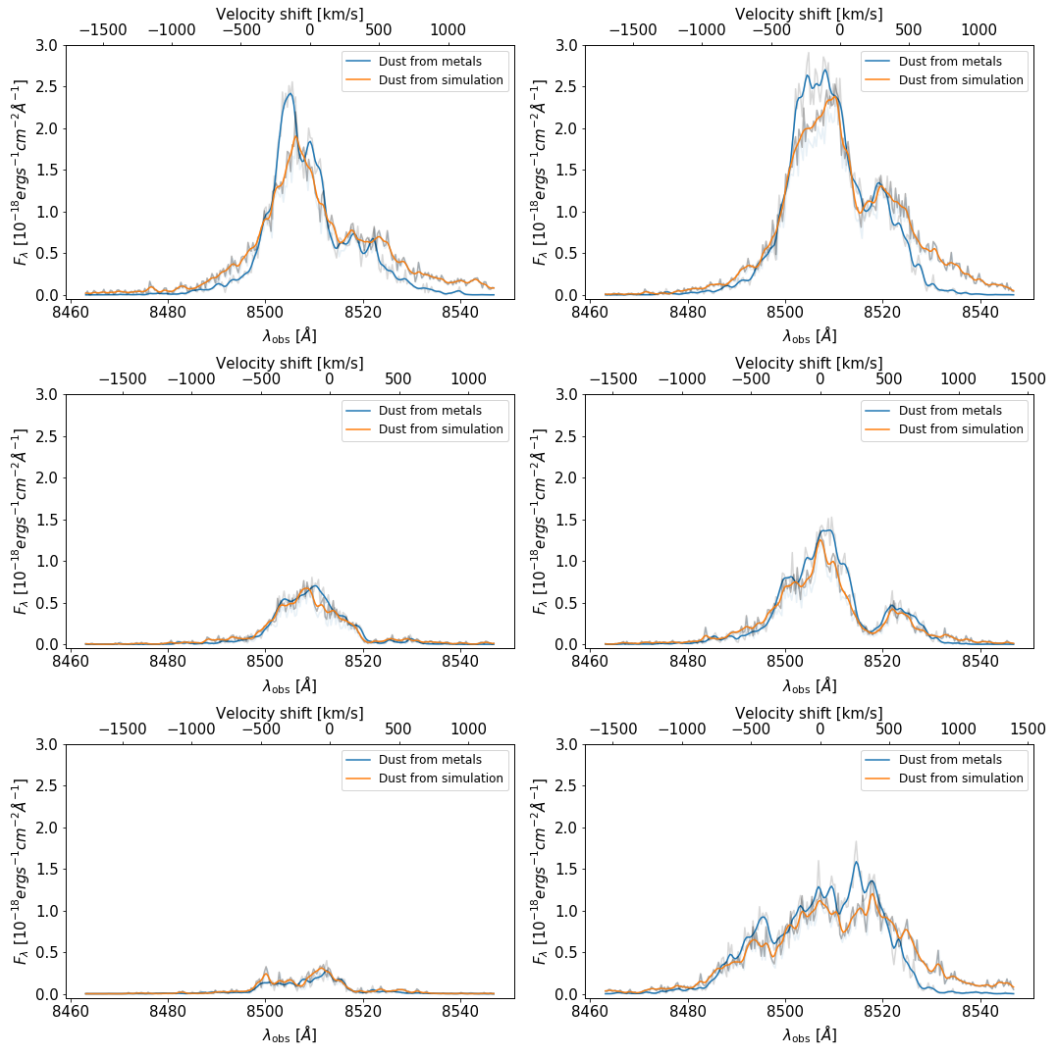 Velocity shift [km/s]
−1500 −1000 −500 0 500 1000
3.0
2.5
2.0
1.5
1.0
0.5
0.0
F_λ [10^{-18} ergs^{-1} cm^{-2} Å^{-1}]
Dust from metals
Dust from simulation
8460 8480 8500 8520 8540
λ_obs [Å]
Velocity shift [km/s]
−1500 −1000 −500 0 500 1000
3.0
2.5
2.0
1.5
1.0
0.5
0.0
F_λ [10^{-18} ergs^{-1} cm^{-2} Å^{-1}]
Dust from metals
Dust from simulation
8460 8480 8500 8520 8540
λ_obs [Å]
Velocity shift [km/s]
−1500 −1000 −500 0 500 1000
3.0
2.5
2.0
1.5
1.0
0.5
0.0
F_λ [10^{-18} ergs^{-1} cm^{-2} Å^{-1}]
Dust from metals
Dust from simulation
8460 8480 8500 8520 8540
λ_obs [Å]
Velocity shift [km/s]
−1500 −1000 −500 0 500 1000 1500
3.0
2.5
2.0
1.5
1.0
0.5
0.0
F_λ [10^{-18} ergs^{-1} cm^{-2} Å^{-1}]
Dust from metals
Dust from simulation
8460 8480 8500 8520 8540
λ_obs [Å]
Velocity shift [km/s]
−1500 −1000 −500 0 500 1000
3.0
2.5
2.0
1.5
1.0
0.5
0.0
F_λ [10^{-18} ergs^{-1} cm^{-2} Å^{-1}]
Dust from metals
Dust from simulation
8460 8480 8500 8520 8540
λ_obs [Å]
Velocity shift [km/s]
−1500 −1000 −500 0 500 1000 1500
3.0
2.5
2.0
1.5
1.0
0.5
0.0
F_λ [10^{-18} ergs^{-1} cm^{-2} Å^{-1}]
Dust from metals
Dust from simulation
8460 8480 8500 8520 8540
λ_obs [Å]